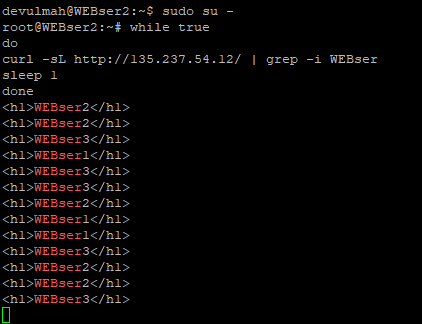 devulmah@WEBser2:~$ sudo su -
root@WEBser2:~# while true
do
curl -sL http://135.237.54.12/ | grep -i WEBser
sleep 1
done
<h1>WEBser2</h1>
<h1>WEBser2</h1>
<h1>WEBser3</h1>
<h1>WEBser1</h1>
<h1>WEBser3</h1>
<h1>WEBser3</h1>
<h1>WEBser2</h1>
<h1>WEBser1</h1>
<h1>WEBser1</h1>
<h1>WEBser3</h1>
<h1>WEBser2</h1>
<h1>WEBser2</h1>
<h1>WEBser3</h1>